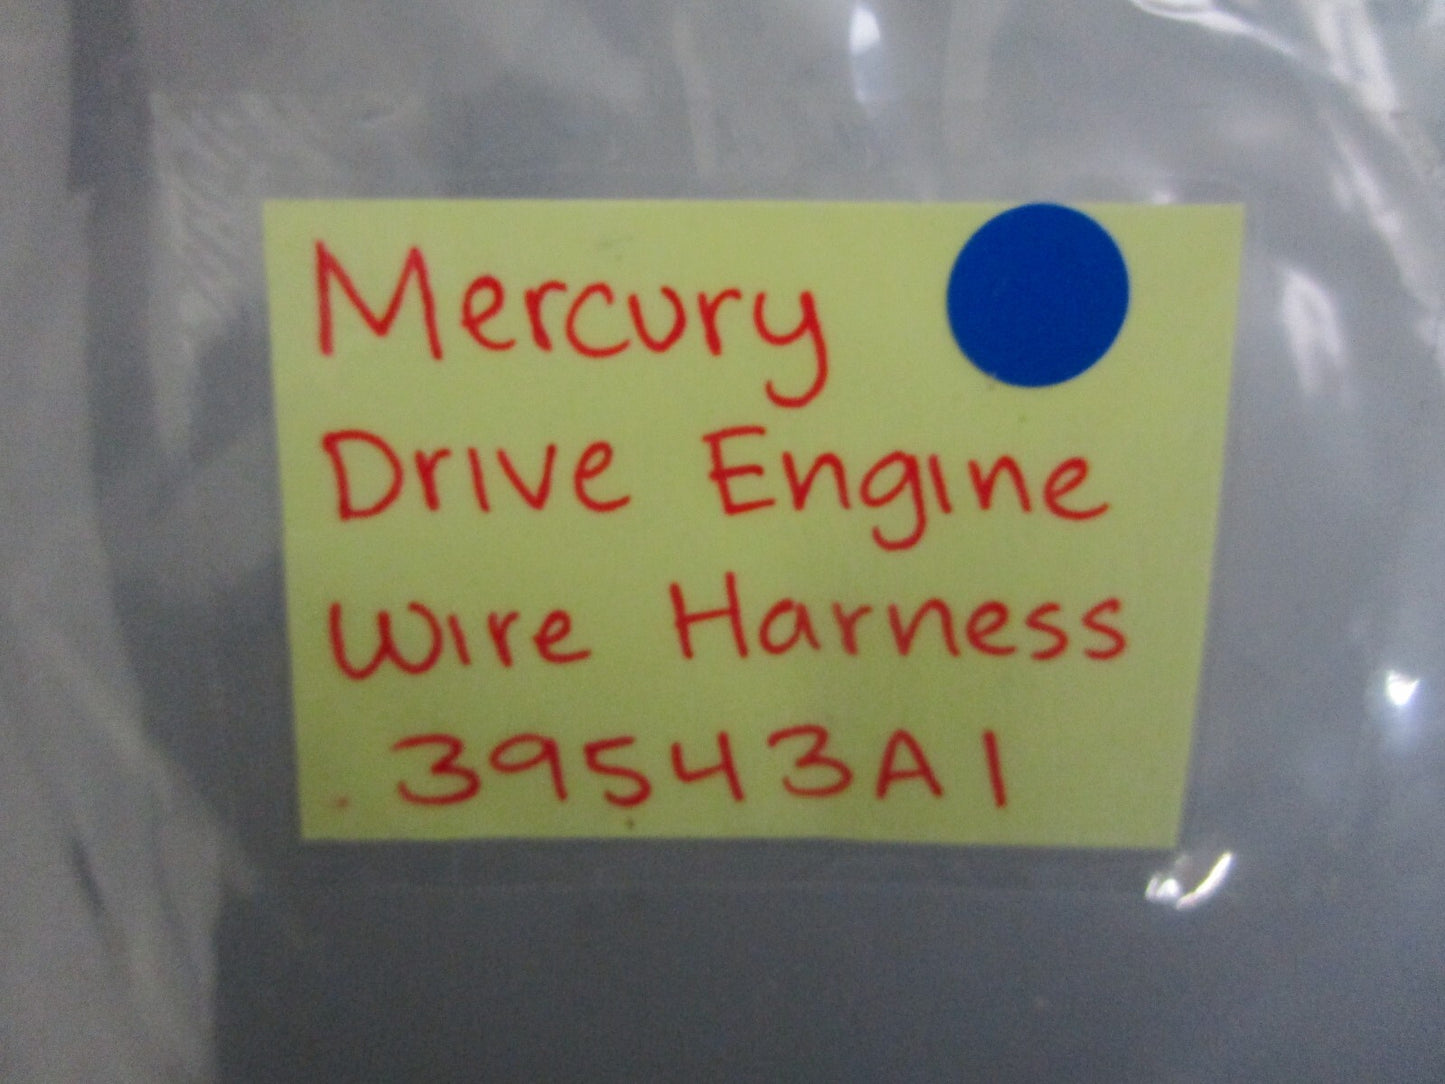 Mercury
Drive Engine
Wire Harness
39543A1